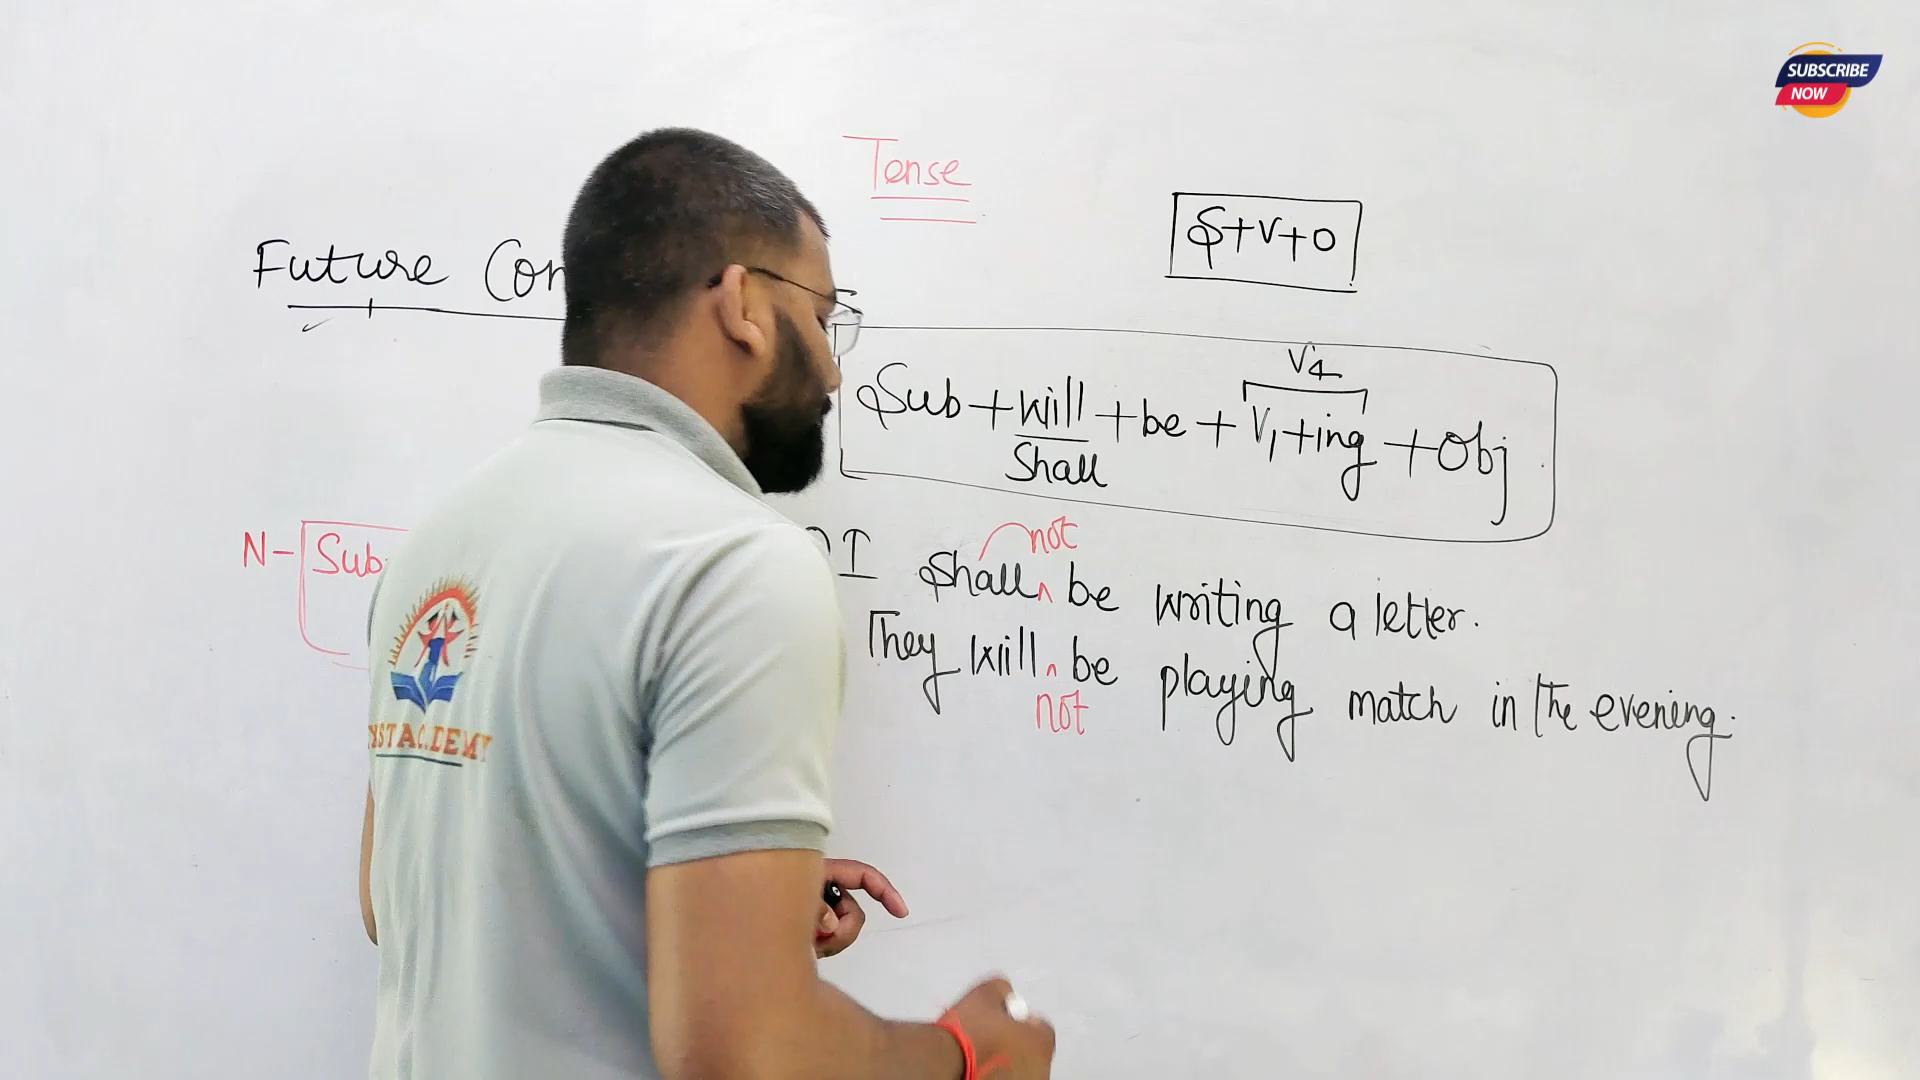 SUBSCRIBE
NOW
Tense
S+V+O
Future
V4
Sub+will+be+V1+ing+Obj
Shall
N- Sub
not
I Shall ^ be writing a letter.
They will ^ be playing match in the evening.
not